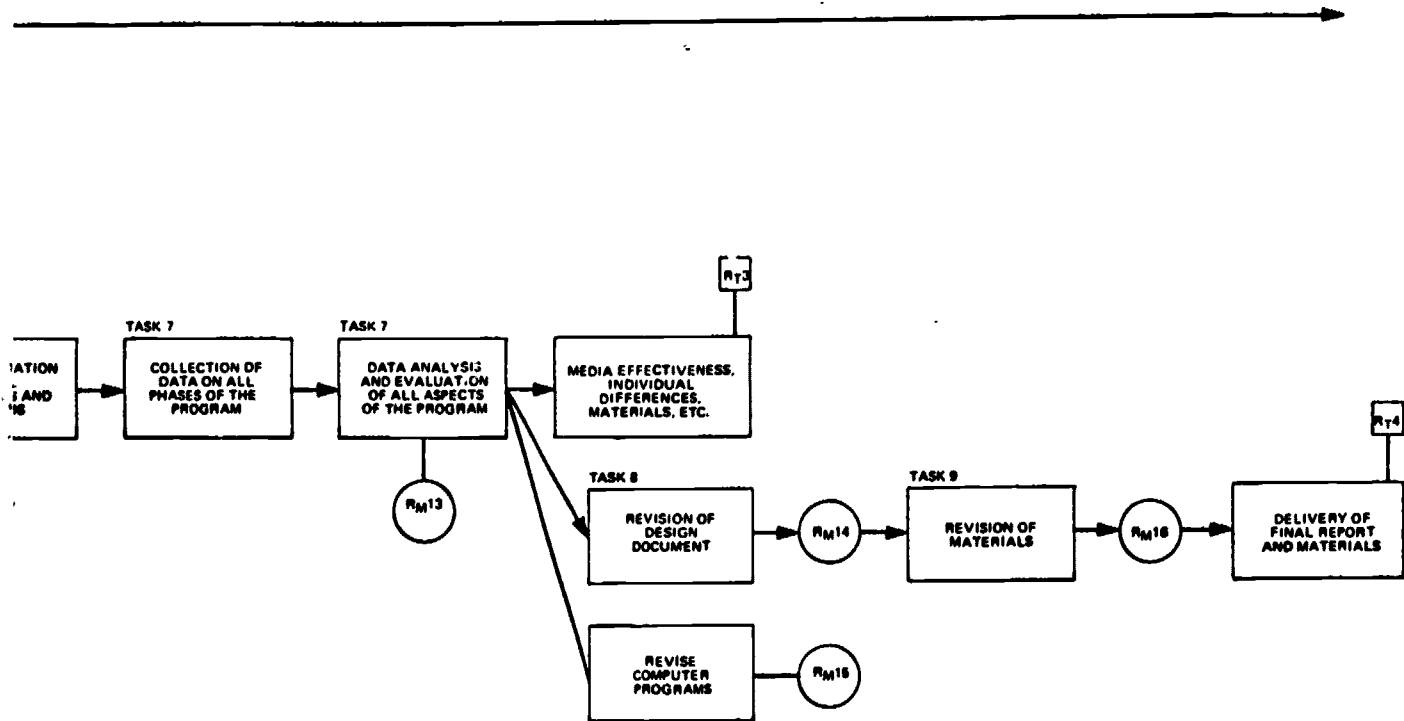 RT3
TASK 7
TASK 7
COLLECTION OF
DATA ON ALL
PHASES OF THE
PROGRAM
DATA ANALYSIS
AND EVALUATION
OF ALL ASPECTS
OF THE PROGRAM
MEDIA EFFECTIVENESS,
INDIVIDUAL
DIFFERENCES,
MATERIALS, ETC.
RT4
RM13
TASK 8
REVISION OF
DESIGN
DOCUMENT
RM14
TASK 9
REVISION OF
MATERIALS
RM16
DELIVERY OF
FINAL REPORT
AND MATERIALS
REVISE
COMPUTER
PROGRAMS
RM15